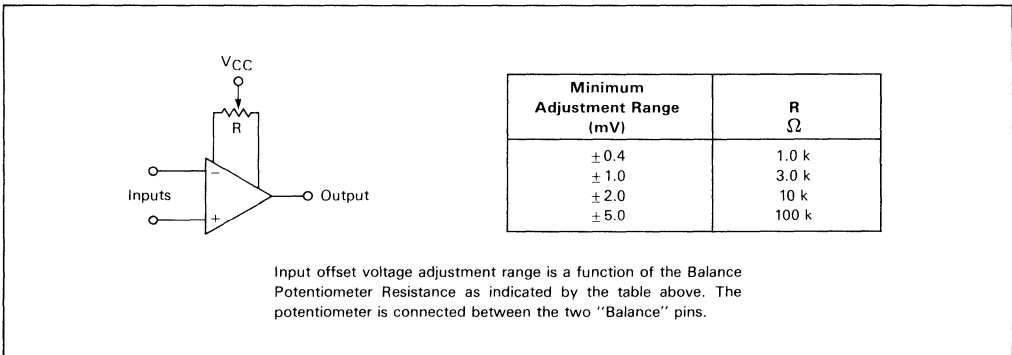 VCC
R
Inputs
−
+
Output
Minimum
Adjustment Range
(mV)
R
Ω
±0.4 1.0 k
±1.0 3.0 k
±2.0 10 k
±5.0 100 k
Input offset voltage adjustment range is a function of the Balance
Potentiometer Resistance as indicated by the table above. The
potentiometer is connected between the two "Balance" pins.